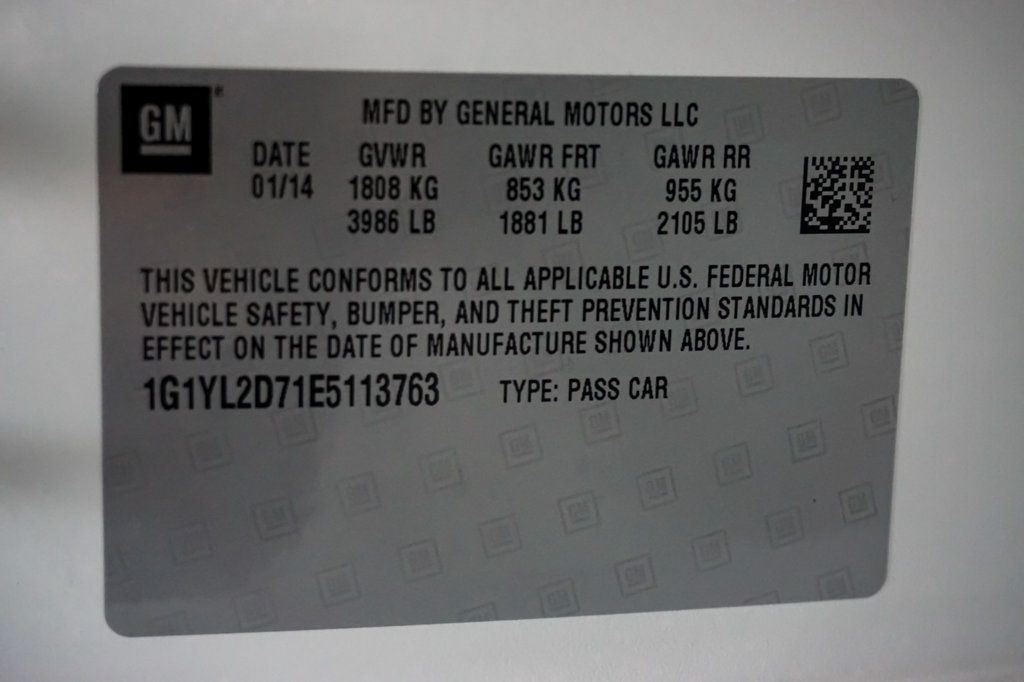 GM
MFD BY GENERAL MOTORS LLC
DATE GVWR GAWR FRT GAWR RR
01/14 1808 KG 853 KG 955 KG
3986 LB 1881 LB 2105 LB
THIS VEHICLE CONFORMS TO ALL APPLICABLE U.S. FEDERAL MOTOR
VEHICLE SAFETY, BUMPER, AND THEFT PREVENTION STANDARDS IN
EFFECT ON THE DATE OF MANUFACTURE SHOWN ABOVE.
1G1YL2D71E5113763 TYPE: PASS CAR